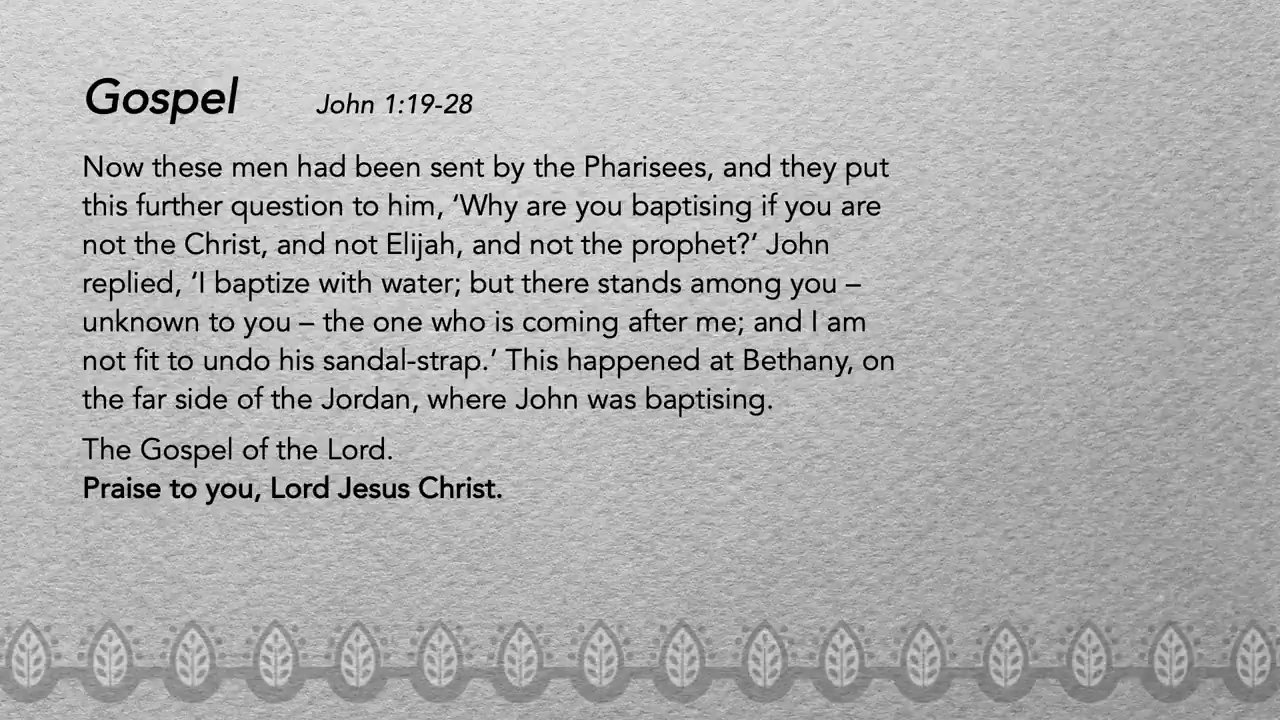 Gospel John 1:19-28
Now these men had been sent by the Pharisees, and they put
this further question to him, ‘Why are you baptising if you are
not the Christ, and not Elijah, and not the prophet?’ John
replied, ‘I baptize with water; but there stands among you –
unknown to you – the one who is coming after me; and I am
not fit to undo his sandal-strap.’ This happened at Bethany, on
the far side of the Jordan, where John was baptising.
The Gospel of the Lord.
Praise to you, Lord Jesus Christ.